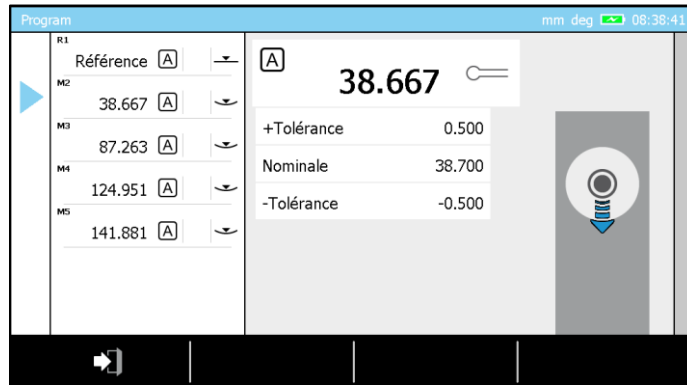 Program mm deg 08:38:41
R1
Référence A
M2
38.667 A
M3
87.263 A
M4
124.951 A
M5
141.881 A
A
38.667
+Tolérance 0.500
Nominale 38.700
-Tolérance -0.500